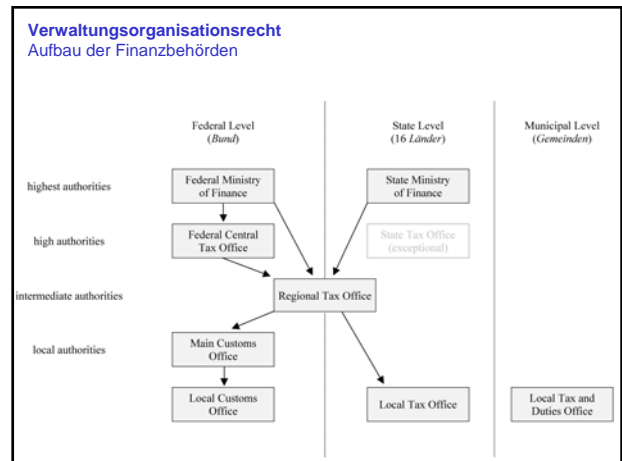 Verwaltungsorganisationsrecht
Aufbau der Finanzbehörden
Federal Level
(Bund)
State Level
(16 Länder)
Municipal Level
(Gemeinden)
highest authorities
Federal Ministry
of Finance
State Ministry
of Finance
high authorities
Federal Central
Tax Office
State Tax Office
(exceptional)
intermediate authorities
Regional Tax Office
local authorities
Main Customs
Office
Local Customs
Office
Local Tax Office
Local Tax and
Duties Office